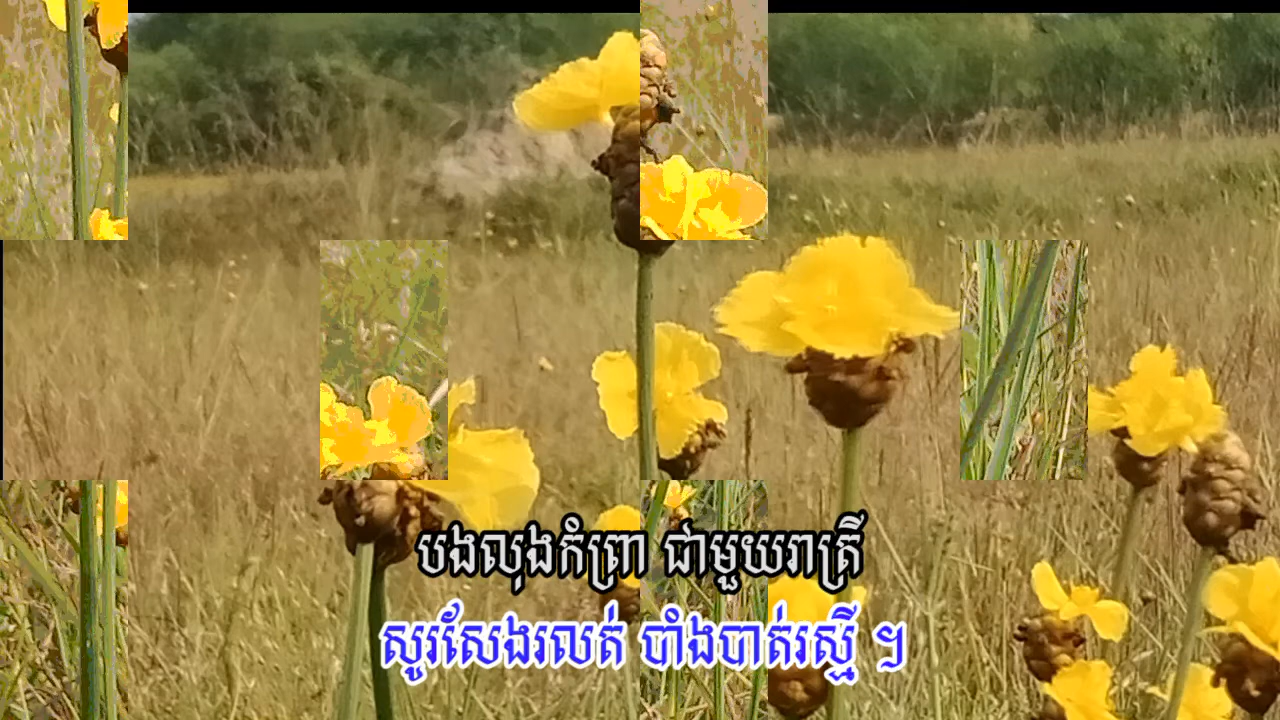 បងលុងកំព្រា ជាមួយរាត្រី
សូរសែងរលត់ បាំងបាត់រស្មី ។